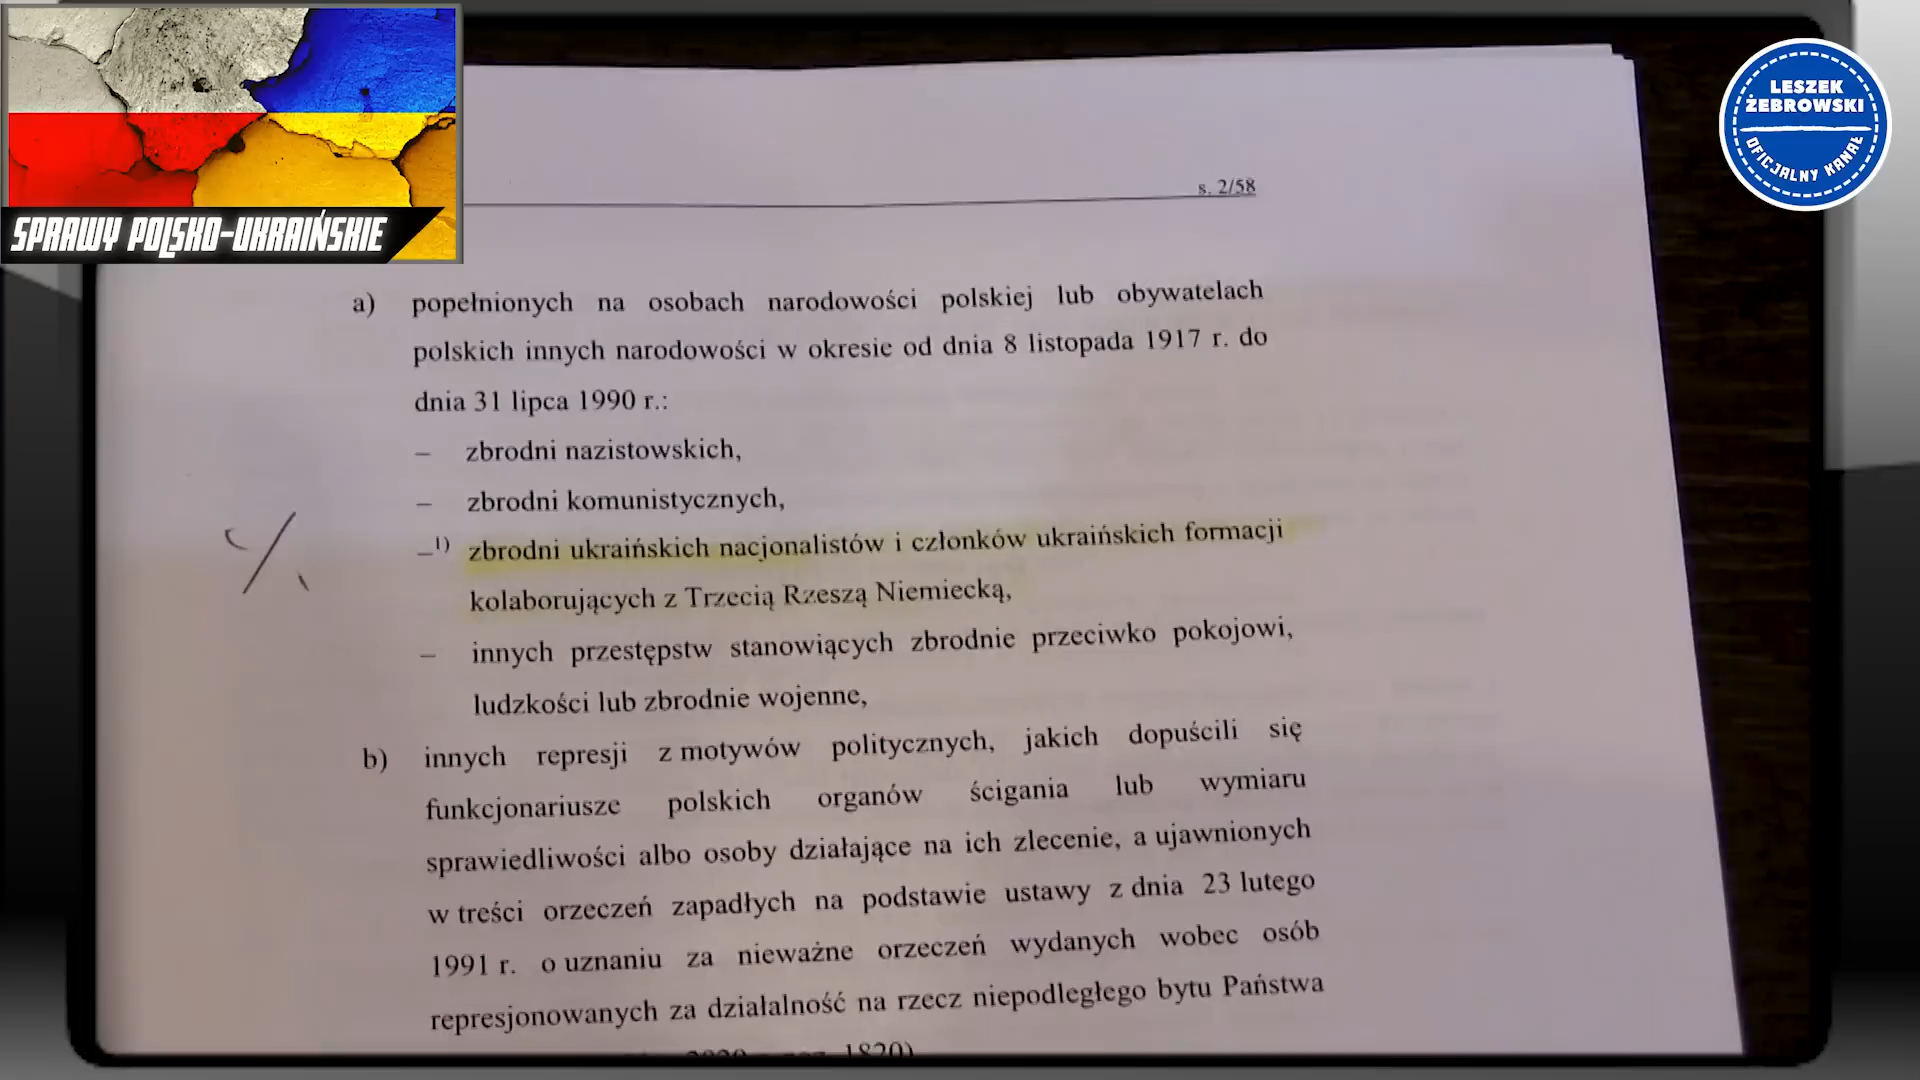 SPRAWY POLSKO-UKRAIŃSKIE
LESZEK
ŻEBROWSKI
OFICJALNY KANAŁ
s. 2/58
a) popełnionych na osobach narodowości polskiej lub obywatelach
polskich innych narodowości w okresie od dnia 8 listopada 1917 r. do
dnia 31 lipca 1990 r.:
– zbrodni nazistowskich,
– zbrodni komunistycznych,
–1) zbrodni ukraińskich nacjonalistów i członków ukraińskich formacji
kolaborujących z Trzecią Rzeszą Niemiecką,
– innych przestępstw stanowiących zbrodnie przeciwko pokojowi,
ludzkości lub zbrodnie wojenne,
b) innych represji z motywów politycznych, jakich dopuścili się
funkcjonariusze polskich organów ścigania lub wymiaru
sprawiedliwości albo osoby działające na ich zlecenie, a ujawnionych
w treści orzeczeń zapadłych na podstawie ustawy z dnia 23 lutego
1991 r. o uznaniu za nieważne orzeczeń wydanych wobec osób
represjonowanych za działalność na rzecz niepodległego bytu Państwa
1820)